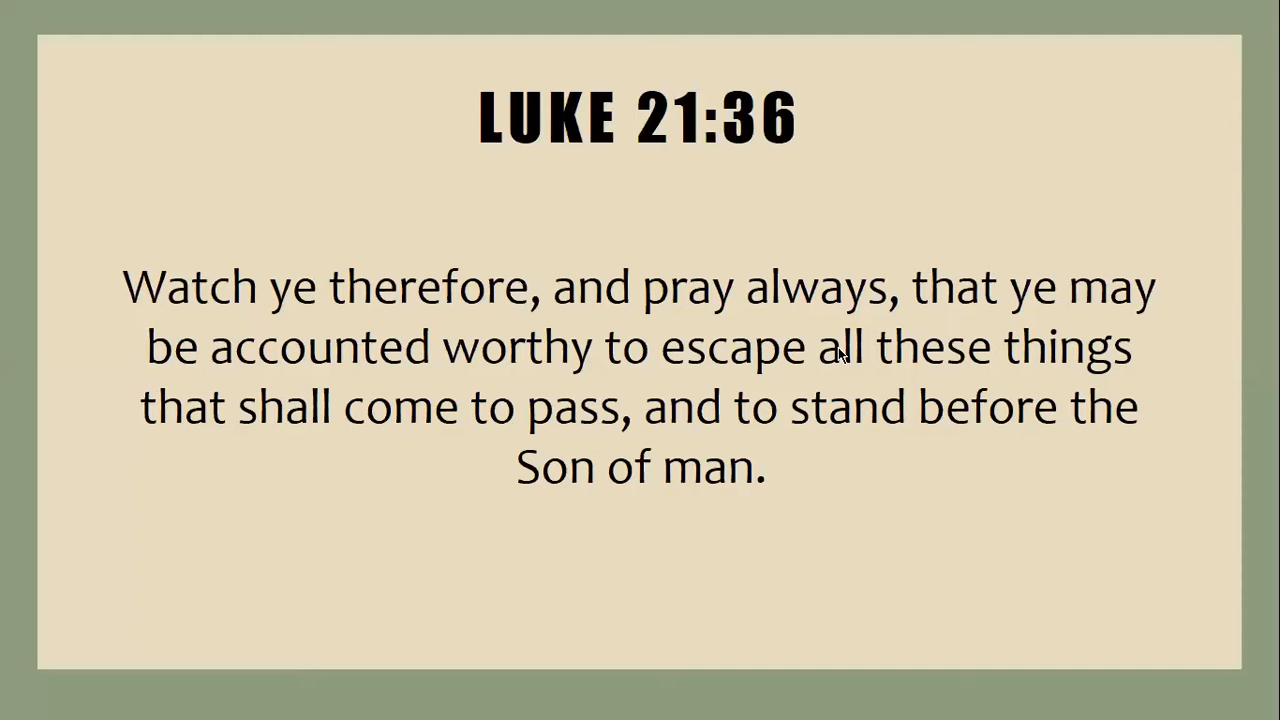 LUKE 21:36
Watch ye therefore, and pray always, that ye may
be accounted worthy to escape all these things
that shall come to pass, and to stand before the
Son of man.